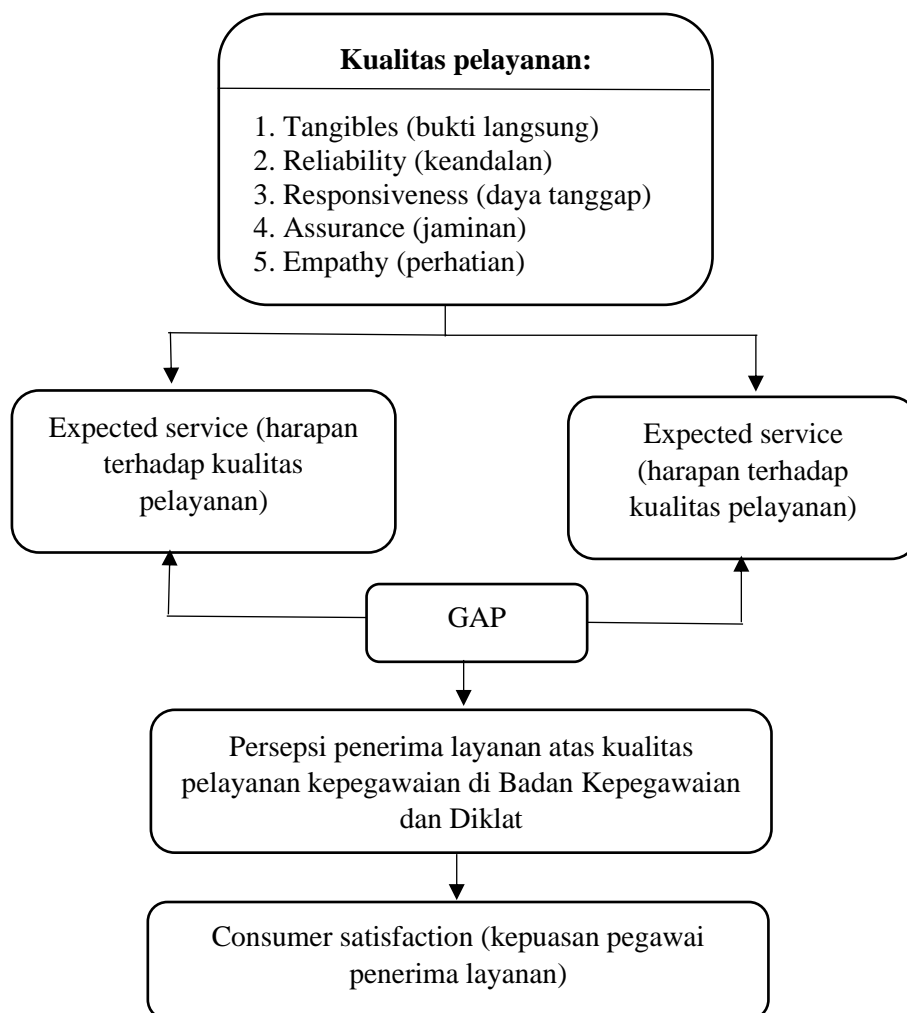 Kualitas pelayanan:
1. Tangibles (bukti langsung)
2. Reliability (keandalan)
3. Responsiveness (daya tanggap)
4. Assurance (jaminan)
5. Empathy (perhatian)
Expected service (harapan
terhadap kualitas
pelayanan)
Expected service
(harapan terhadap
kualitas pelayanan)
GAP
Persepsi penerima layanan atas kualitas
pelayanan kepegawaian di Badan Kepegawaian
dan Diklat
Consumer satisfaction (kepuasan pegawai
penerima layanan)